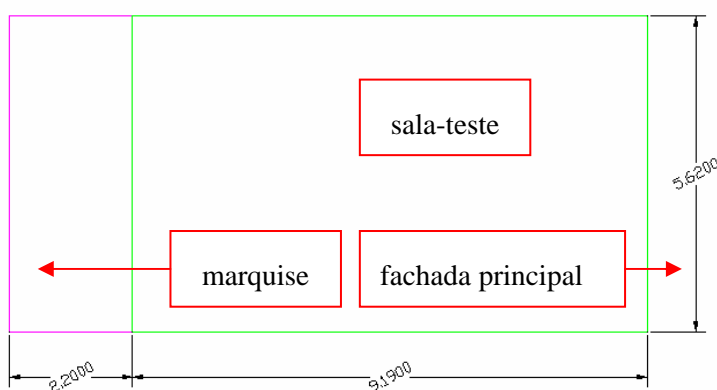 sala-teste
5.6200
marquise
fachada principal
2.2000
9.1900